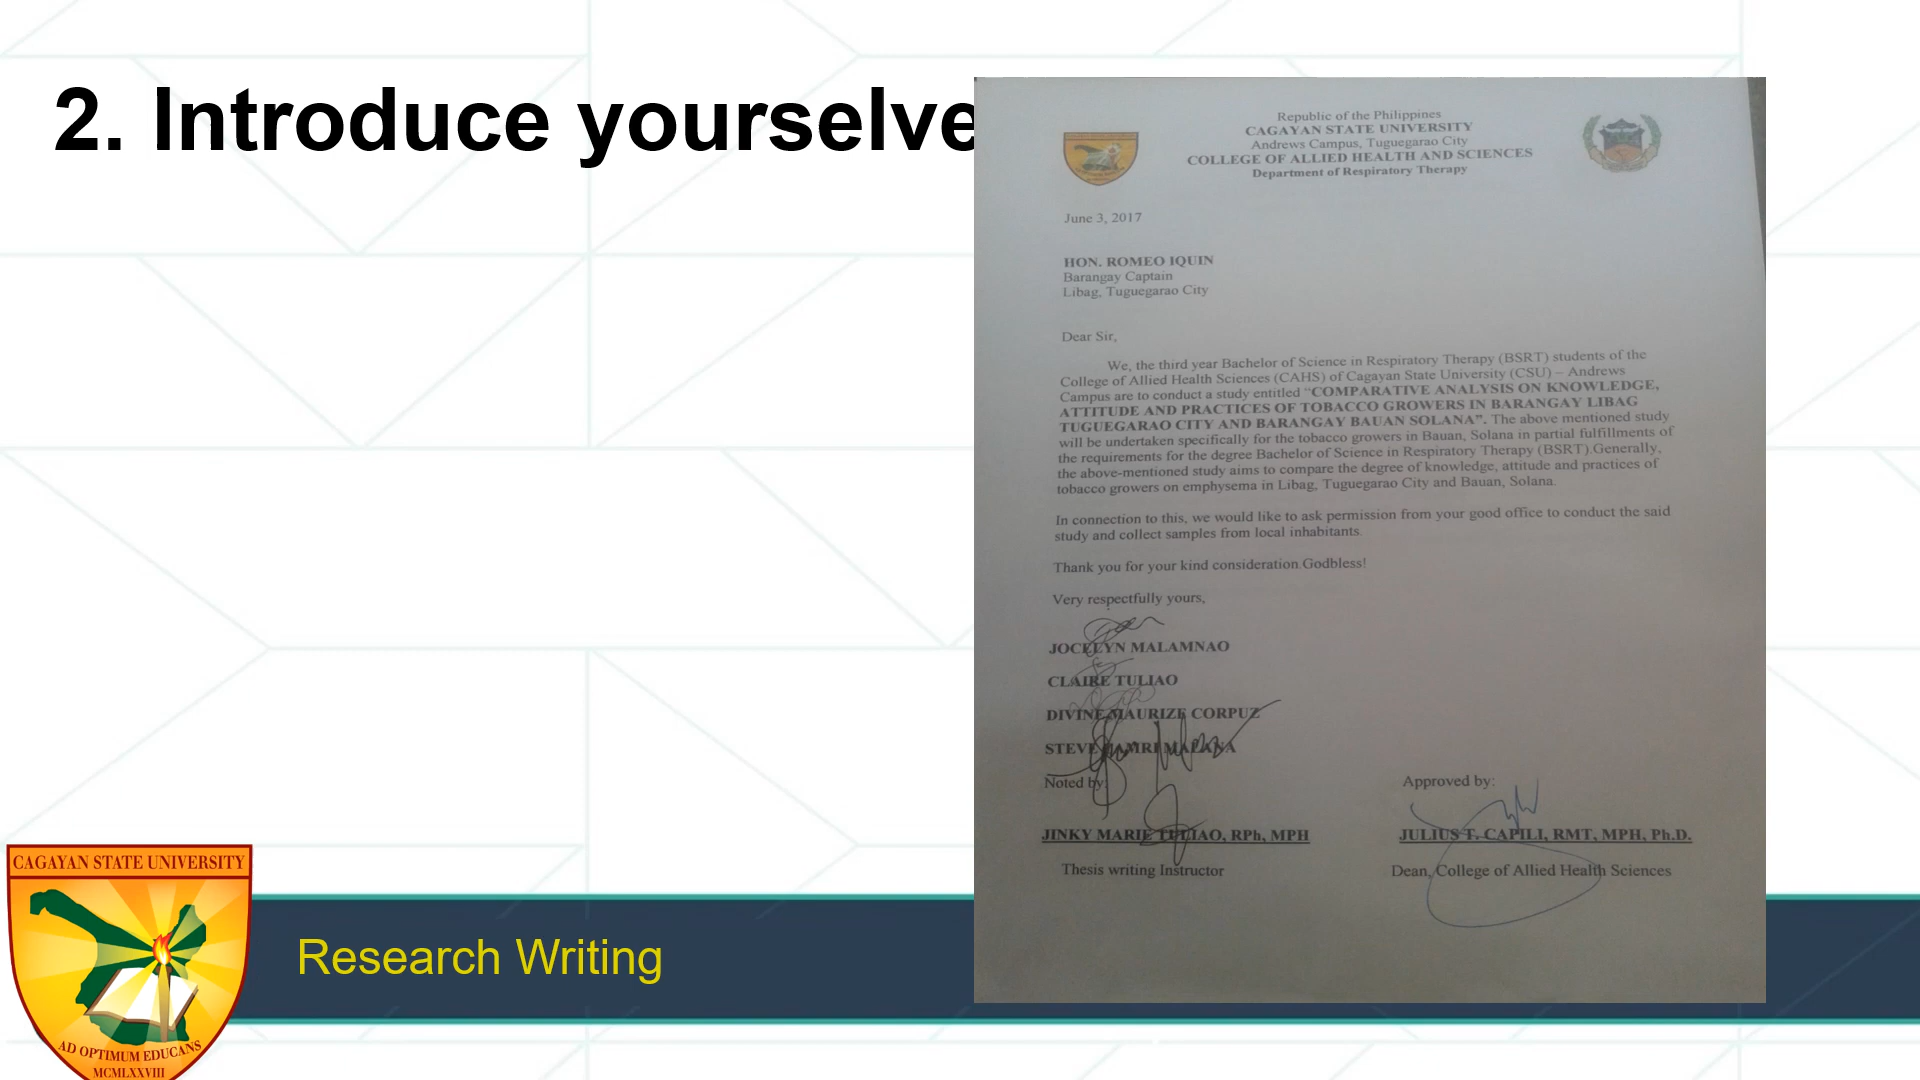 2. Introduce yourselve
Republic of the Philippines
CAGAYAN STATE UNIVERSITY
Andrews Campus, Tuguegarao City
COLLEGE OF ALLIED HEALTH AND SCIENCES
Department of Respiratory Therapy
June 3, 2017
HON. ROMEO IQUIN
Barangay Captain
Libag, Tuguegarao City
Dear Sir,
We, the third year Bachelor of Science in Respiratory Therapy (BSRT) students of the
College of Allied Health Sciences (CAHS) of Cagayan State University (CSU) – Andrews
Campus are to conduct a study entitled "COMPARATIVE ANALYSIS ON KNOWLEDGE,
ATTITUDE AND PRACTICES OF TOBACCO GROWERS IN BARANGAY LIBAG
TUGUEGARAO CITY AND BARANGAY BAUAN SOLANA". The above mentioned study
will be undertaken specifically for the tobacco growers in Bauan, Solana in partial fulfillments of
the requirements for the degree Bachelor of Science in Respiratory Therapy (BSRT).Generally,
the above-mentioned study aims to compare the degree of knowledge, attitude and practices of
tobacco growers on emphysema in Libag, Tuguegarao City and Bauan, Solana.
In connection to this, we would like to ask permission from your good office to conduct the said
study and collect samples from local inhabitants.
Thank you for your kind consideration.Godbless!
Very respectfully yours,
JOCELYN MALAMNAO
CLAIRE TULIAO
DIVINE MAURIZE CORPUZ
STEVE JAMRI MALANA
Noted by:
Approved by:
JINKY MARIE TULIAO, RPh, MPH
JULIUS T. CAPILI, RMT, MPH, Ph.D.
Thesis writing Instructor
Dean, College of Allied Health Sciences
CAGAYAN STATE UNIVERSITY
AD OPTIMUM EDUCANS
MCMLXXVIII
Research Writing